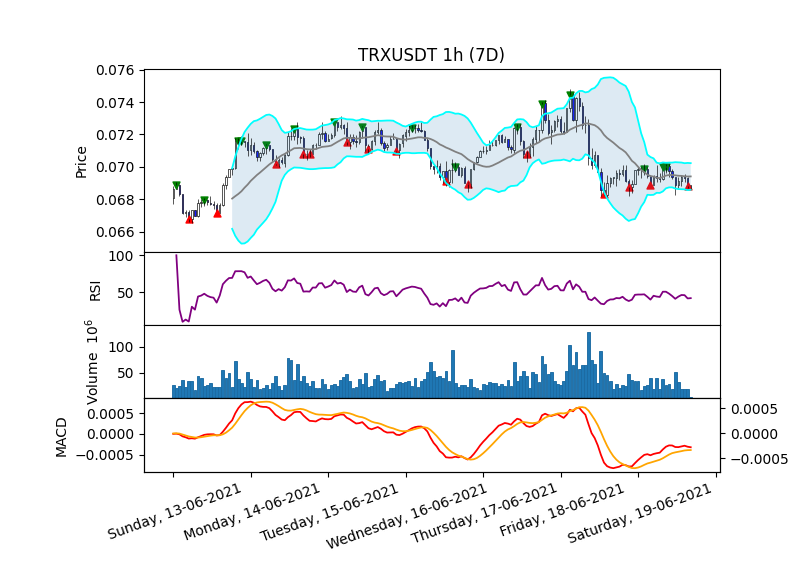 TRXUSDT 1h (7D)
0.076
0.074
0.072
0.070
0.068
0.066
Price
100
50
RSI
100
50
Volume 10⁶
0.0005
0.0000
−0.0005
MACD
0.0005
0.0000
−0.0005
Sunday, 13-06-2021
Monday, 14-06-2021
Tuesday, 15-06-2021
Wednesday, 16-06-2021
Thursday, 17-06-2021
Friday, 18-06-2021
Saturday, 19-06-2021